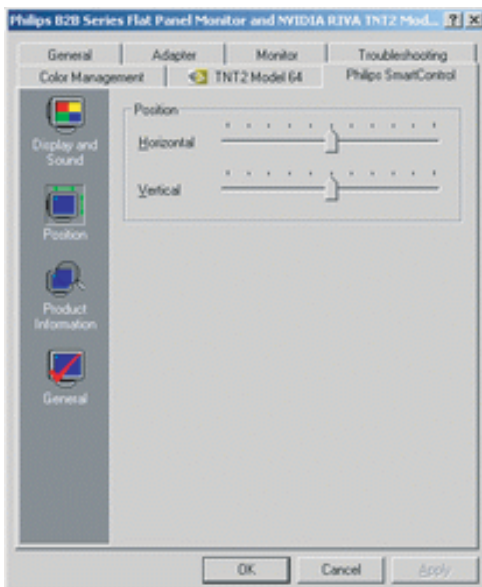 Philips B2B Series Flat Panel Monitor and NVIDIA RIVA TNT2 Mod...
General Adapter Monitor Troubleshooting
Color Management TNT2 Model 64 Philips SmartControl
Display and
Sound
Position
Product
Information
General
Position
Horizontal
Vertical
OK Cancel Apply